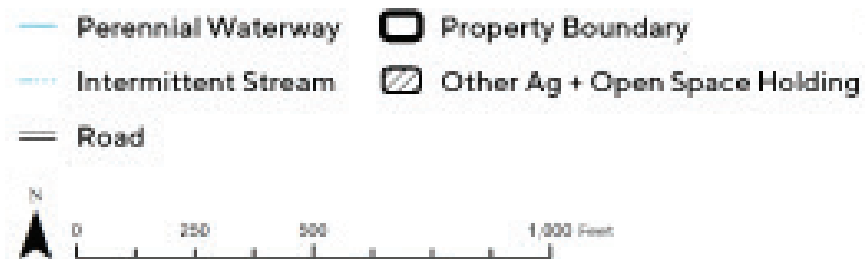 Perennial Waterway Property Boundary
Intermittent Stream Other Ag + Open Space Holding
Road
N
0 250 500 1,000 Feet